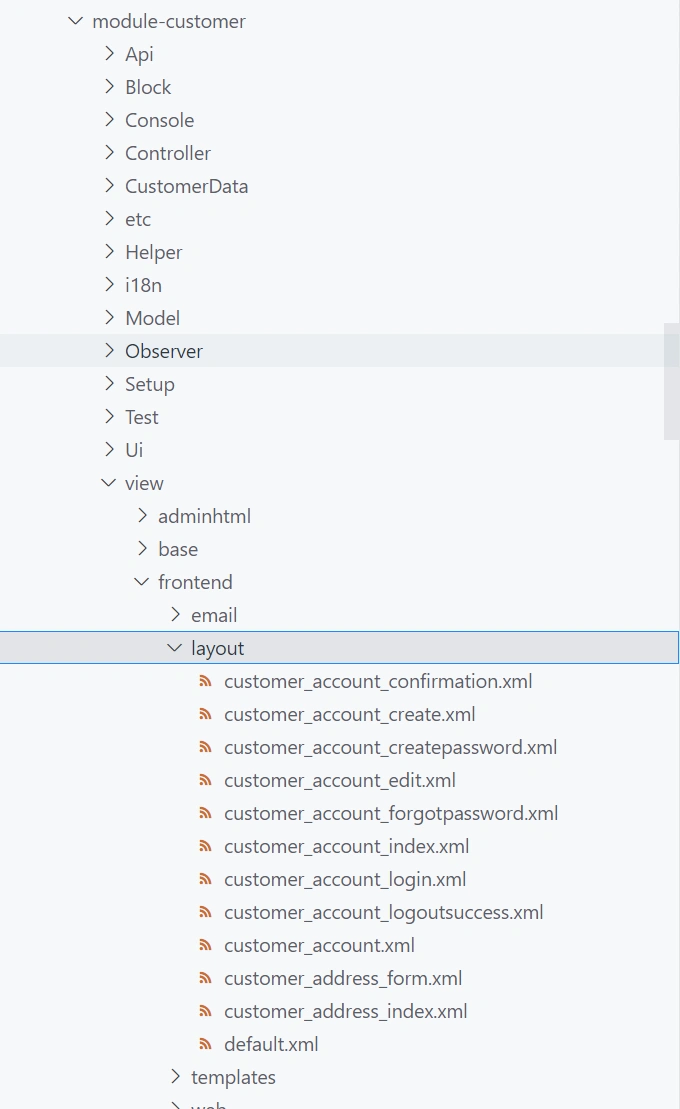 module-customer
Api
Block
Console
Controller
CustomerData
etc
Helper
i18n
Model
Observer
Setup
Test
Ui
view
adminhtml
base
frontend
email
layout
customer_account_confirmation.xml
customer_account_create.xml
customer_account_createpassword.xml
customer_account_edit.xml
customer_account_forgotpassword.xml
customer_account_index.xml
customer_account_login.xml
customer_account_logoutsuccess.xml
customer_account.xml
customer_address_form.xml
customer_address_index.xml
default.xml
templates
web